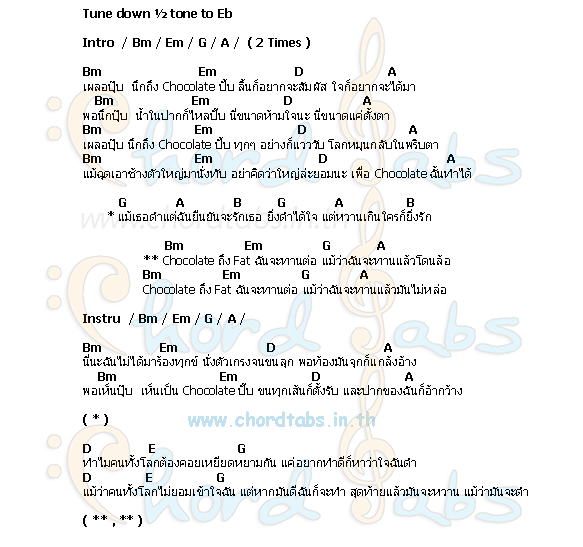 Tune down ½ tone to Eb
Intro / Bm / Em / G / A / ( 2 Times )
Bm Em D A
เผลอปุ๊บ นึกถึง Chocolate ปั๊บ ลิ้นก็อยากจะสัมผัส ใจก็อยากจะได้มา
Bm Em D A
พอนึกปุ๊บ น้ำในปากก็ไหลปั๊บ นี่ขนาดห้ามใจนะ นี่ขนาดแค่ตั้งตา
Bm Em D A
เผลอปุ๊บ นึกถึง Chocolate ปั๊บ ทุกๆ อย่างก็แวววับ โลกหมุนกลับในพริบตา
Bm Em D A
แม้ฉุดเอาช้างตัวใหญ่มานั่งทับ อย่าคิดว่าใหญ่ล่ะยอมนะ เพื่อ Chocolate ฉันทำได้
G A B G A B
* แม้เธอดำแต่ฉันยืนยันจะรักเธอ ยิ่งดำได้ใจ แต่หวานเกินใครก็ยิ่งรัก
Bm Em G A
** Chocolate ถึง Fat ฉันจะทานต่อ แม้ว่าฉันจะทานแล้วโดนล้อ
Bm Em G A
Chocolate ถึง Fat ฉันจะทานต่อ แม้ว่าฉันจะทานแล้วมันไม่หล่อ
Instru / Bm / Em / G / A /
Bm Em D A
นี่นะฉันไม่ได้มาร้องทุกข์ นั่งตัวเกรงจนขนลุก พอท้องมันจุกก็แกล้งอ้าง
Bm Em D A
พอเห็นปุ๊บ เห็นเป็น Chocolate ปั๊บ ขนทุกเส้นก็ตั้งรับ และปากของฉันก็อ้ากว้าง
( * )
www.chordtabs.in.th
D E G
ทำไมคนทั้งโลกต้องคอยเหยียดหยามกัน แค่อยากทำดีก็หาว่าใจฉันดำ
D E G
แม้ว่าคนทั้งโลกไม่ยอมเข้าใจฉัน แต่หากมันดีฉันก็จะทำ สุดท้ายแล้วมันจะหวาน แม้ว่ามันจะดำ
( ** , ** )